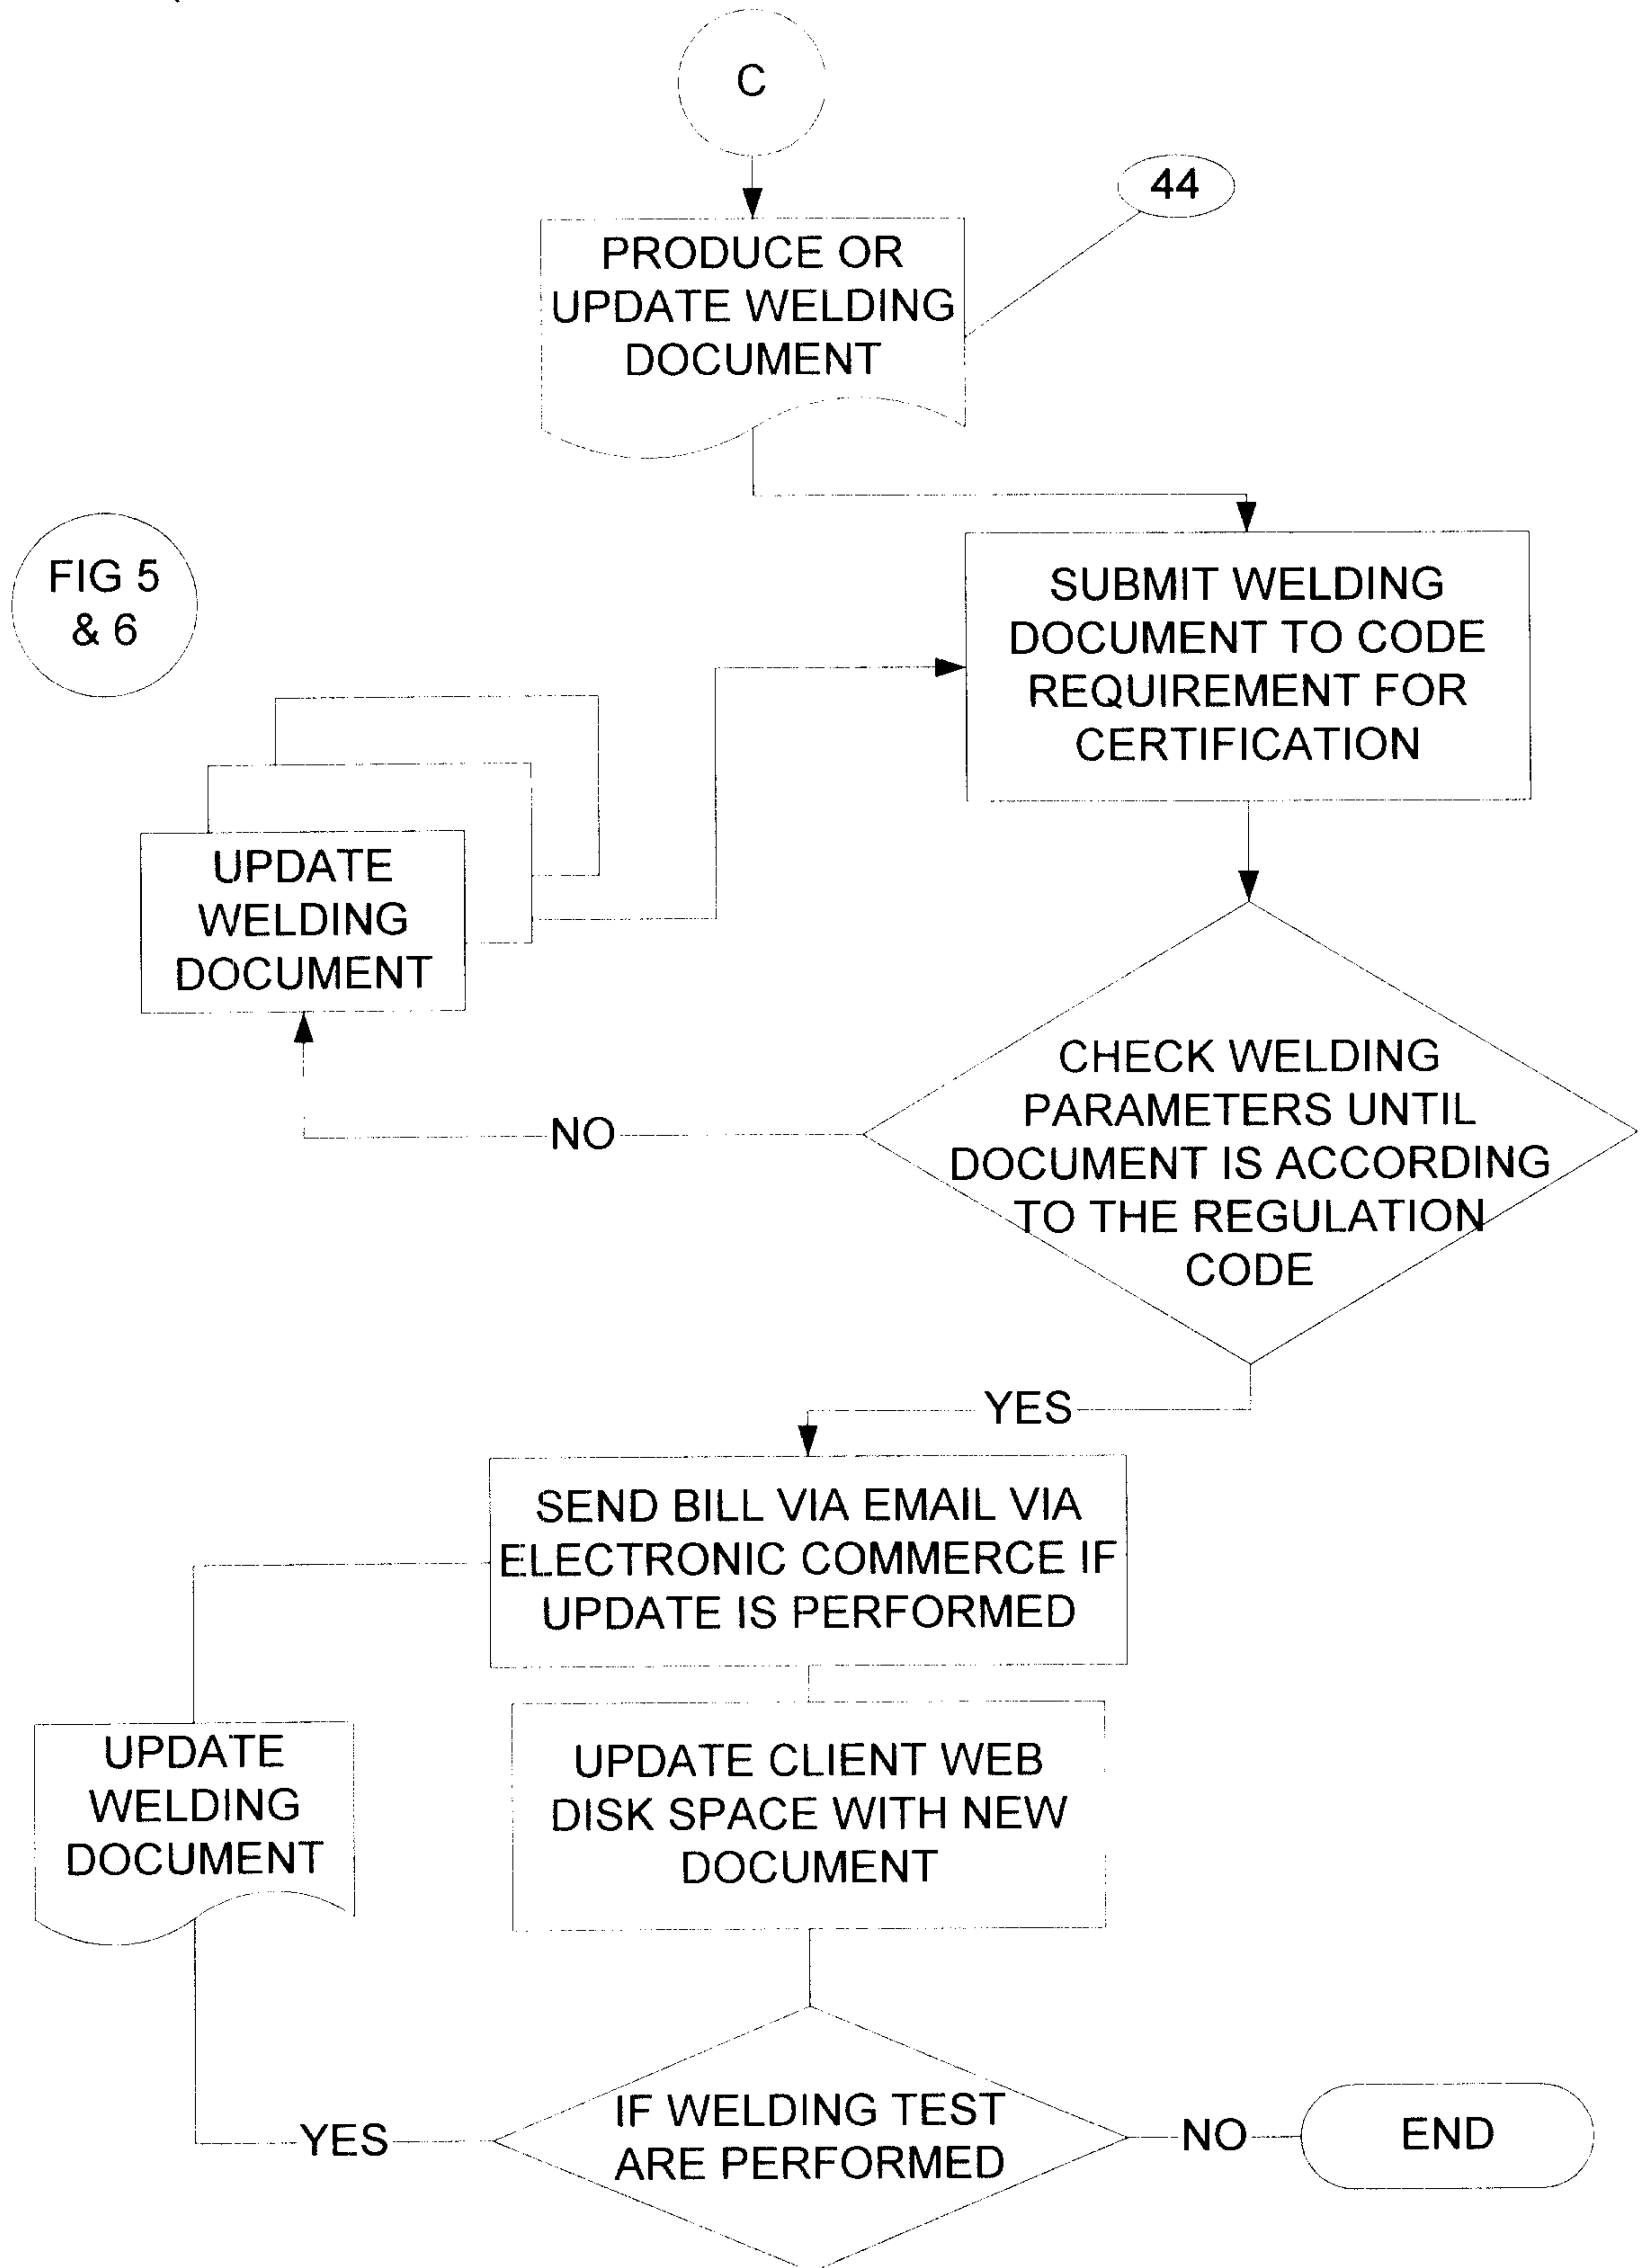 C
44
PRODUCE OR
UPDATE WELDING
DOCUMENT
FIG 5
& 6
SUBMIT WELDING
DOCUMENT TO CODE
REQUIREMENT FOR
CERTIFICATION
UPDATE
WELDING
DOCUMENT
CHECK WELDING
PARAMETERS UNTIL
DOCUMENT IS ACCORDING
TO THE REGULATION
CODE
NO
YES
SEND BILL VIA EMAIL VIA
ELECTRONIC COMMERCE IF
UPDATE IS PERFORMED
UPDATE
WELDING
DOCUMENT
UPDATE CLIENT WEB
DISK SPACE WITH NEW
DOCUMENT
IF WELDING TEST
ARE PERFORMED
YES
NO
END